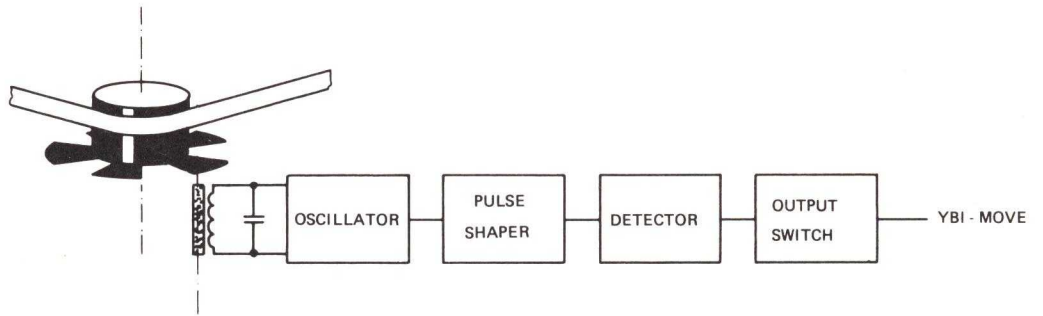 OSCILLATOR
PULSE
SHAPER
DETECTOR
OUTPUT
SWITCH
YBI - MOVE